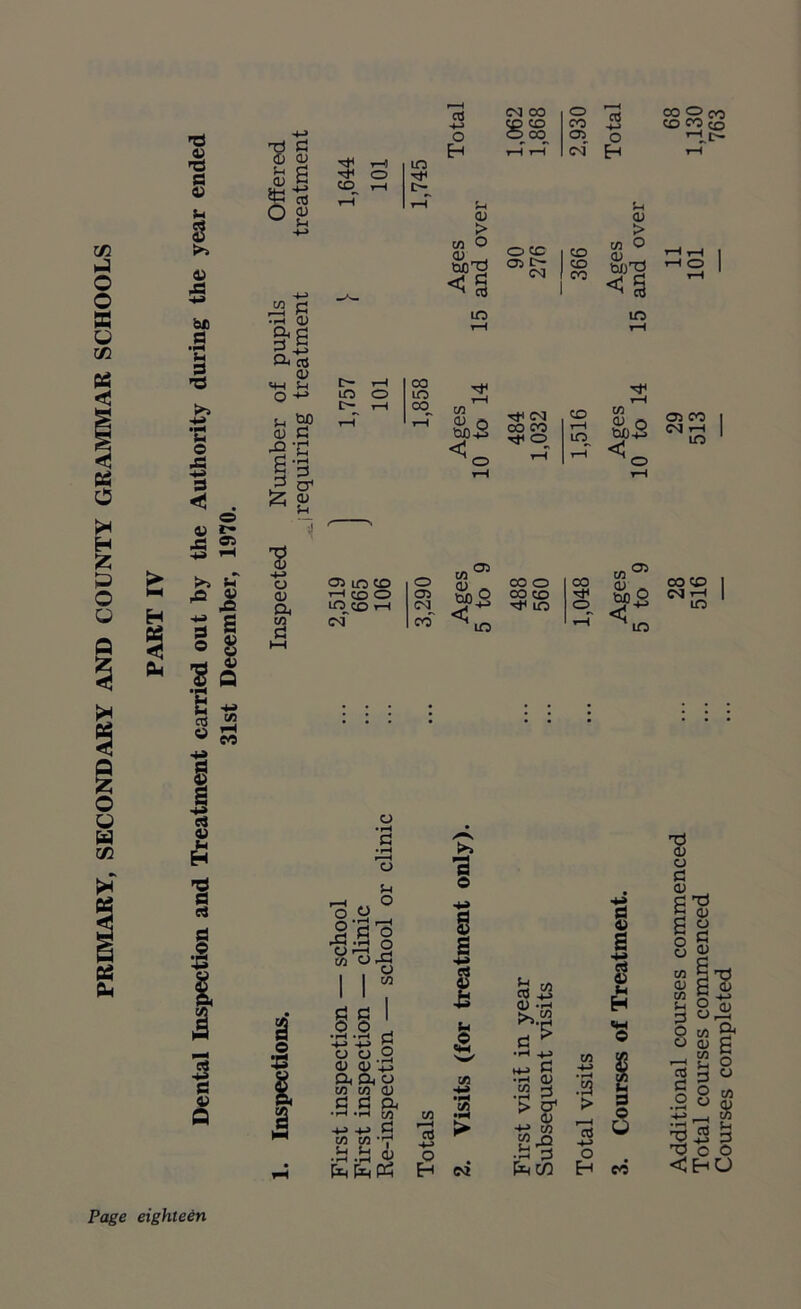 PRIMARY, SECONDARY AND COUNTY GRAMMAR SCHOOLS
PART IV
Dental Inspection and Treatment carried out by the Authority during the year ended
31st December, 1970.
1. Inspections. Inspected Number of pupils requiring treatment Offered treatment
First inspection — school ... 2,519 } 1,757 } 1,644
First inspection — clinic ... 665
Re-inspection — school or clinic ... 106 101 101
Totals ... 3,290 1,858 1,745
2. Visits (for treatment only). Ages 5 to 9 Ages 10 to 14 Ages 15 and over Total
First visit in year ... 488 484 90 1,062
Subsequent visits ... 560 1,032 276 1,868
Total visits ... 1,048 1,516 366 2,930
3. Courses of Treatment. Ages 5 to 9 Ages 10 to 14 Ages 15 and over Total
Additional courses commenced ... 28 29 11 68
Total courses commenced ... 516 513 101 1,130
Courses completed ... — — — 763
Page eighteen